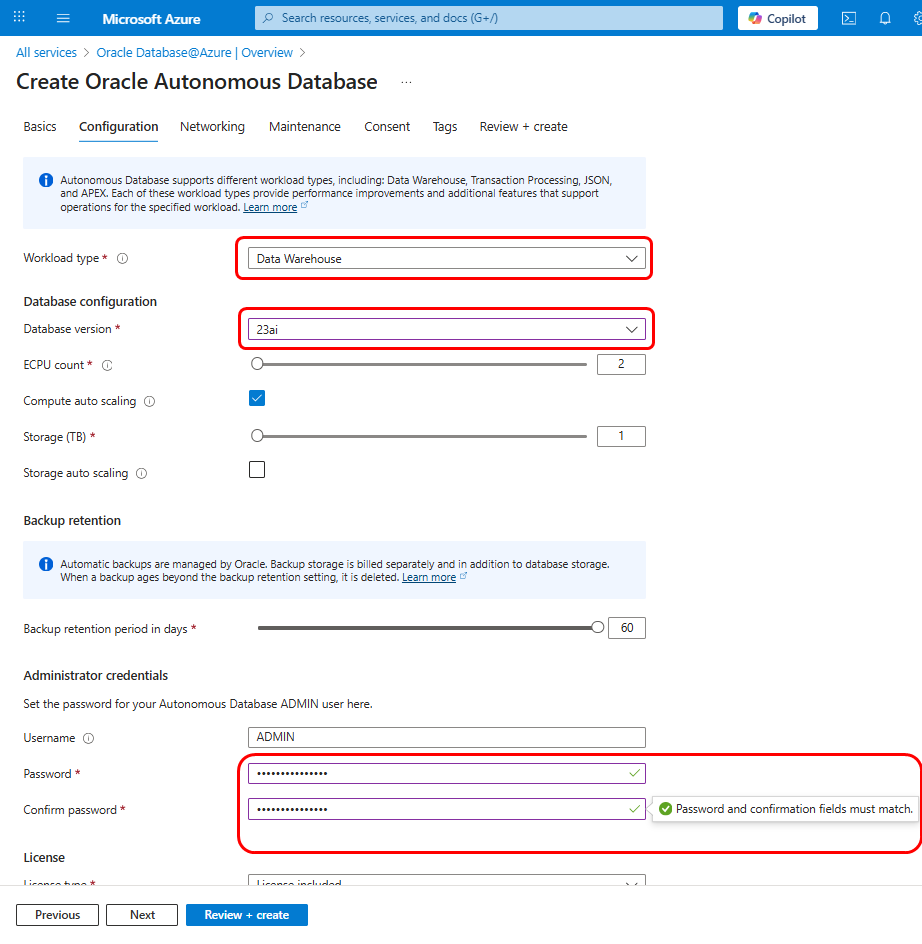 Microsoft Azure
Search resources, services, and docs (G+/)
Copilot
All services > Oracle Database@Azure | Overview >
Create Oracle Autonomous Database ...
Basics Configuration Networking Maintenance Consent Tags Review + create
Autonomous Database supports different workload types, including: Data Warehouse, Transaction Processing, JSON,
and APEX. Each of these workload types provide performance improvements and additional features that support
operations for the specified workload. Learn more
Workload type * Data Warehouse
Database configuration
Database version * 23ai
ECPU count * 2
Compute auto scaling
Storage (TB) * 1
Storage auto scaling
Backup retention
Automatic backups are managed by Oracle. Backup storage is billed separately and in addition to database storage.
When a backup ages beyond the backup retention setting, it is deleted. Learn more
Backup retention period in days * 60
Administrator credentials
Set the password for your Autonomous Database ADMIN user here.
Username ADMIN
Password * •••••••••••••••
Confirm password * •••••••••••••••
Password and confirmation fields must match.
License
License type * License included
Previous Next Review + create